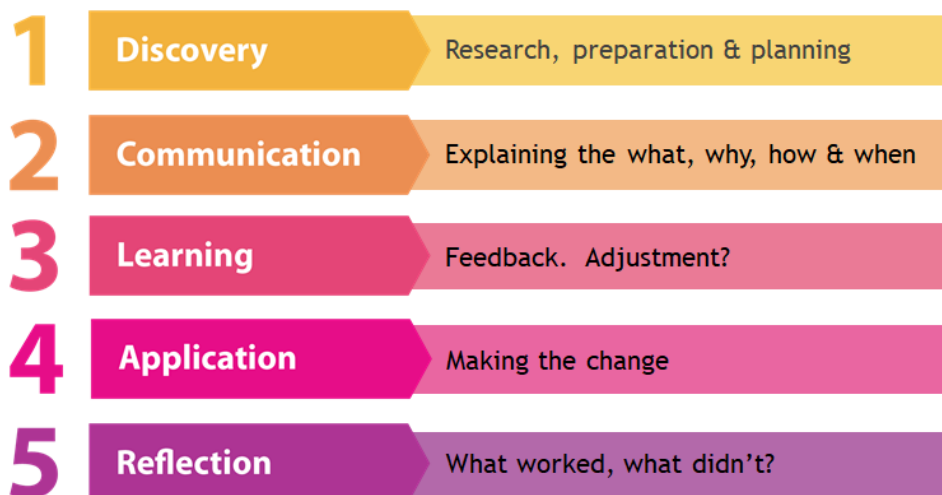 1 Discovery Research, preparation & planning
2 Communication Explaining the what, why, how & when
3 Learning Feedback.  Adjustment?
4 Application Making the change
5 Reflection What worked, what didn’t?